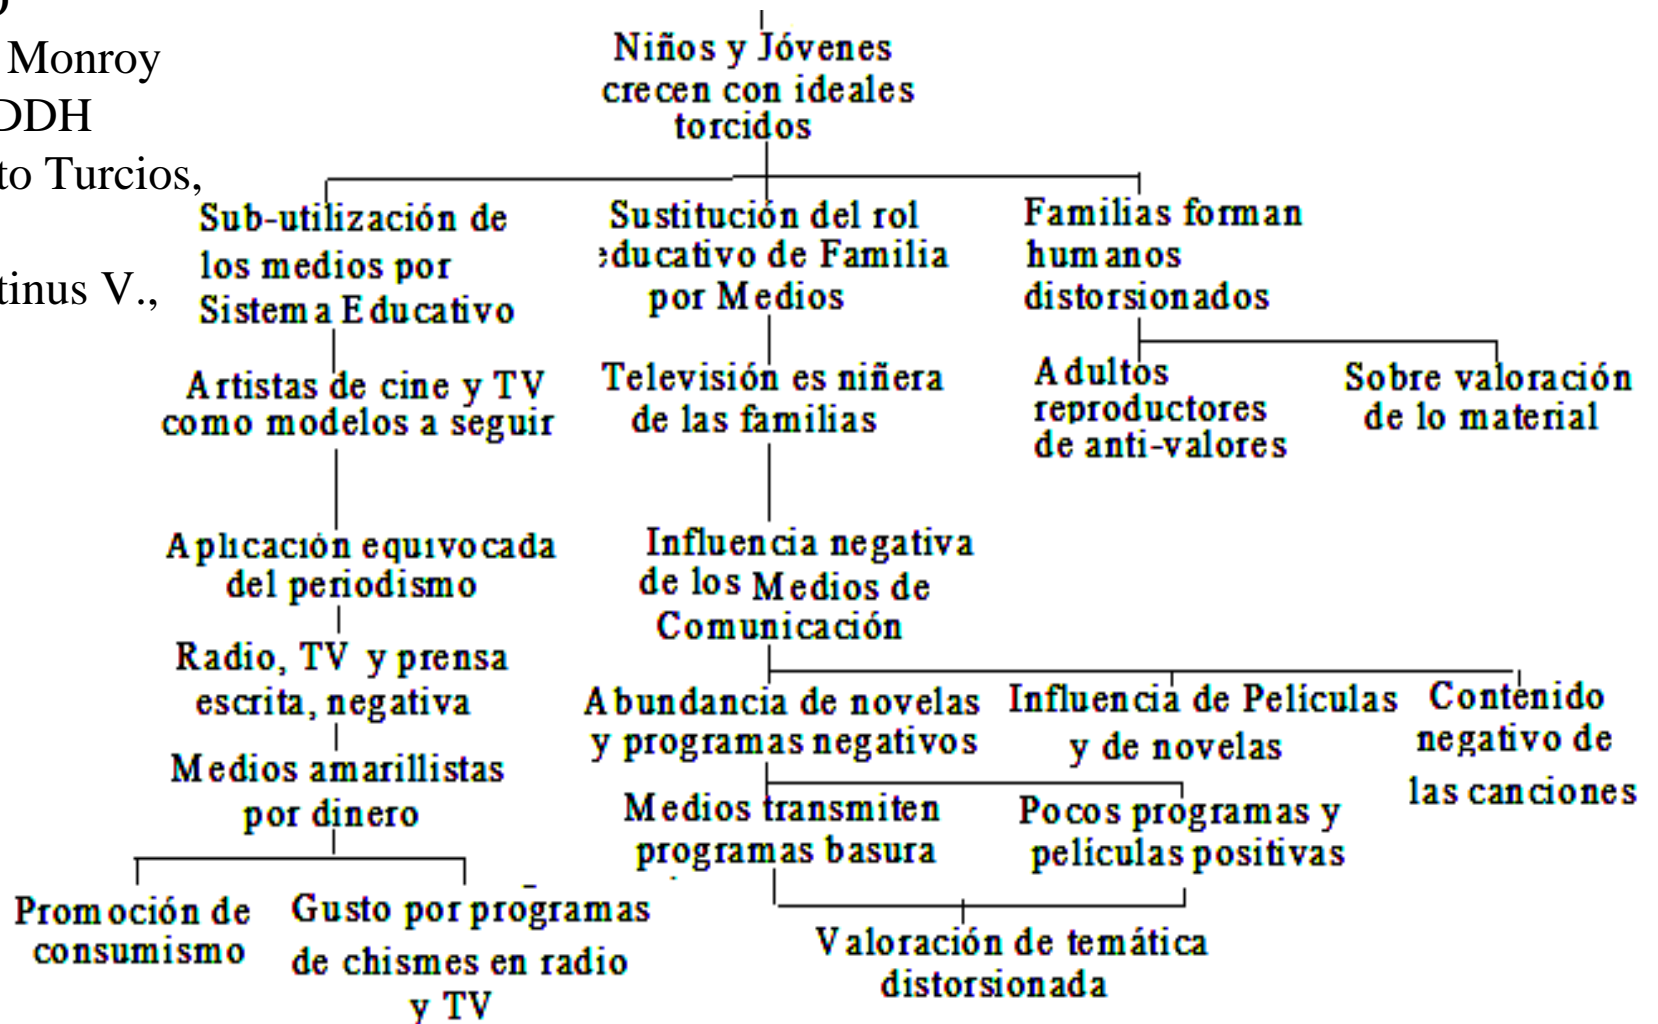 Monroy
DDH
to Turcios,
tinus V.,
Niños y Jóvenes
crecen con ideales
torcidos
Sub-utilización de
los medios por
Sistema Educativo
Sustitución del rol
educativo de Familia
por Medios
Familias forman
humanos
distorsionados
Artistas de cine y TV
como modelos a seguir
Televisión es niñera
de las familias
Adultos
reproductores
de anti-valores
Sobre valoración
de lo material
Aplicación equivocada
del periodismo
Influencia negativa
de los Medios de
Comunicación
Radio, TV y prensa
escrita, negativa
Abundancia de novelas
y programas negativos
Influencia de Películas
y de novelas
Contenido
negativo de
las canciones
Medios amarillistas
por dinero
Medios transmiten
programas basura
Pocos programas y
películas positivas
Promoción de
consumismo
Gusto por programas
de chismes en radio
y TV
Valoración de temática
distorsionada